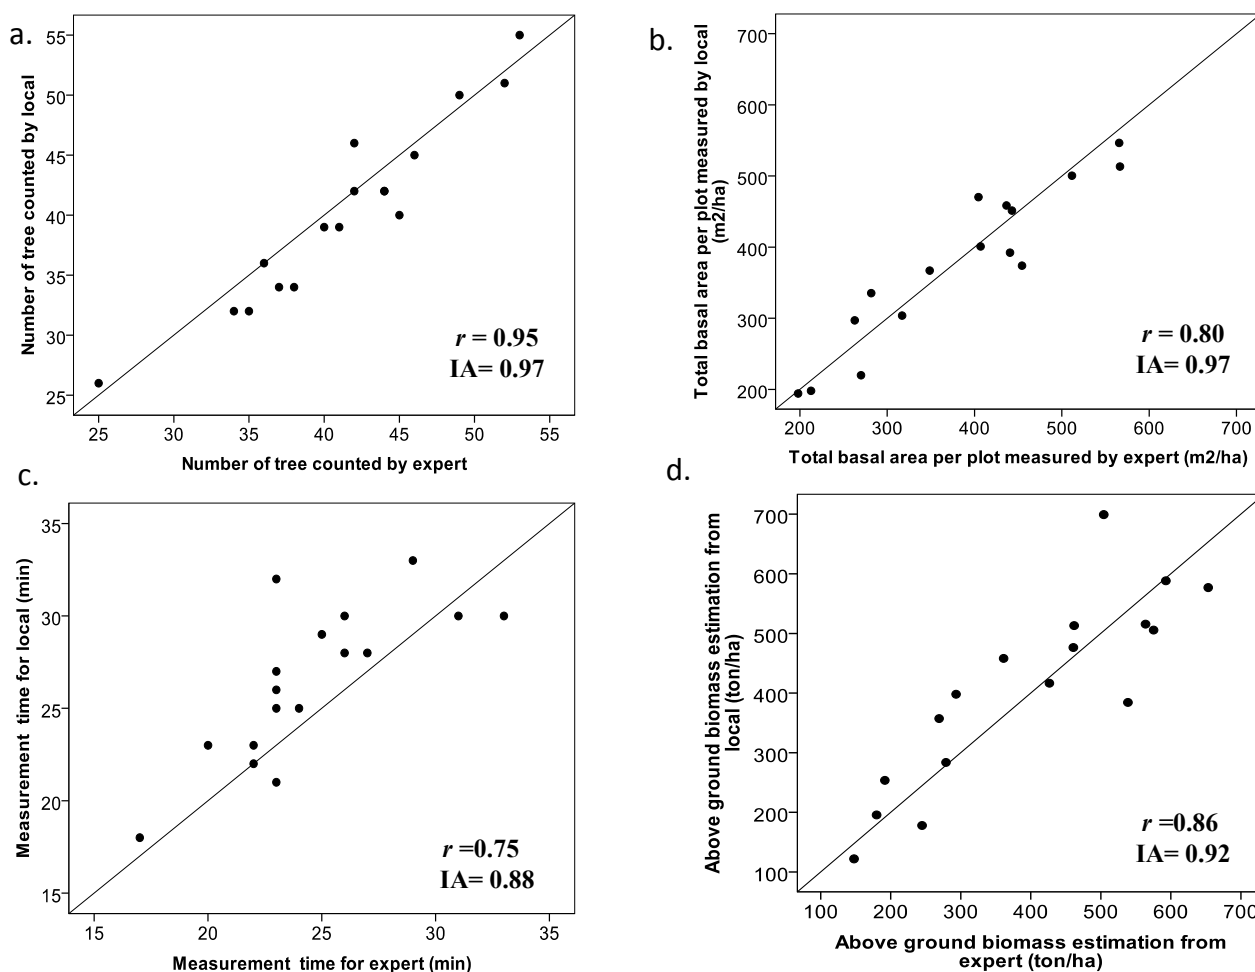 a.
Number of tree counted by local
55
50
45
40
35
30
25
r = 0.95
IA= 0.97
25 30 35 40 45 50 55
Number of tree counted by expert
b.
Total basal area per plot measured by local
(m2/ha)
700
600
500
400
300
200
r = 0.80
IA= 0.97
200 300 400 500 600 700
Total basal area per plot measured by expert (m2/ha)
c.
Measurement time for local (min)
35
30
25
20
15
r =0.75
IA= 0.88
15 20 25 30 35
Measurement time for expert (min)
d.
Above ground biomass estimation from
local (ton/ha)
700
600
500
400
300
200
100
r =0.86
IA= 0.92
100 200 300 400 500 600 700
Above ground biomass estimation from
expert (ton/ha)